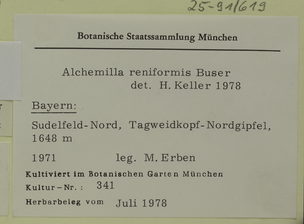 25-91/619
Botanische Staatssammlung München
Alchemilla reniformis Buser
det. H. Keller 1978
Bayern:
Sudelfeld-Nord, Tagweidkopf-Nordgipfel,
1648 m
1971 leg. M. Erben
Kultiviert im Botanischen Garten München
Kultur-Nr.: 341
Herbarbeleg vom Juli 1978